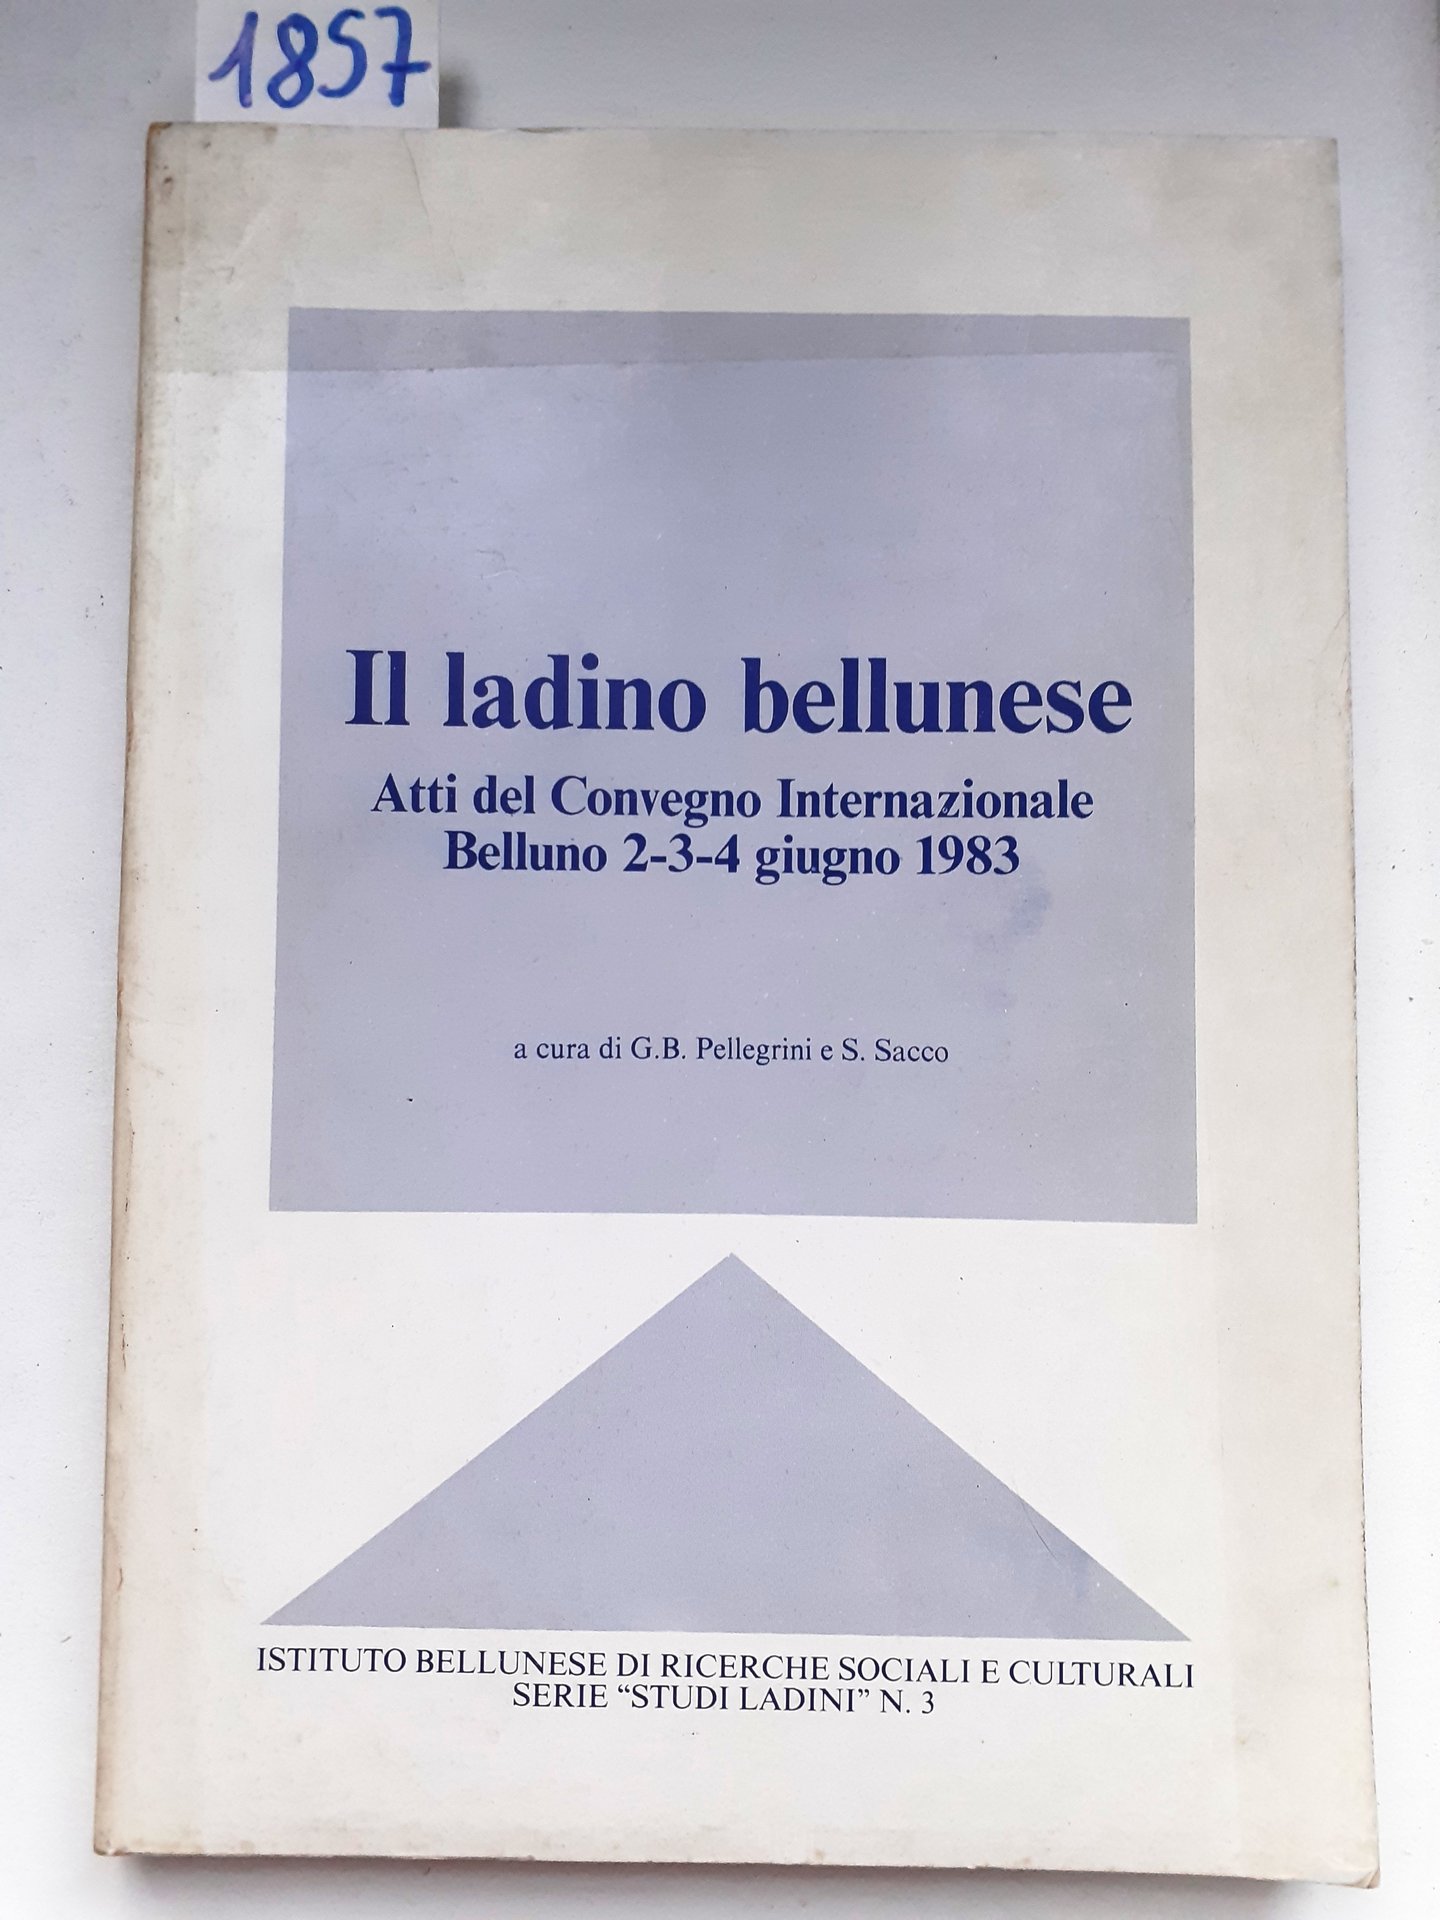 1857
Il ladino bellunese
Atti del Convegno Internazionale
Belluno 2-3-4 giugno 1983
a cura di G.B. Pellegrini e S. Sacco
ISTITUTO BELLUNESE DI RICERCHE SOCIALI E CULTURALI
SERIE “STUDI LADINI” N. 3